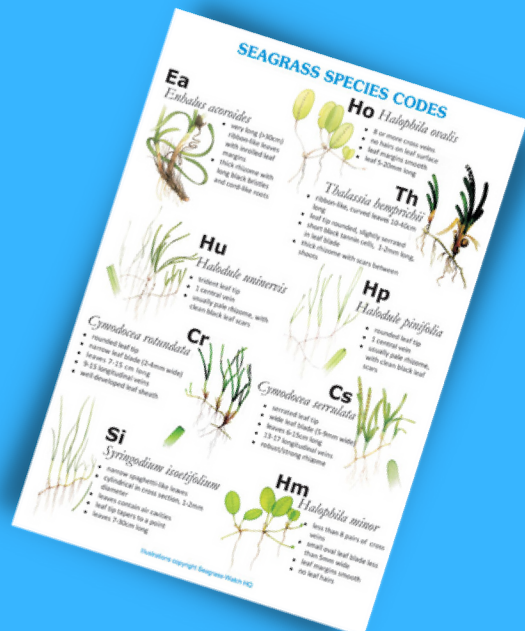 SEAGRASS SPECIES CODES
Ea
Enhalus acoroides
very long (>30cm)
ribbon-like leaves
with inrolled leaf
margins
thick rhizome with
long black bristles
and cord-like roots
Ho Halophila ovalis
8 or more cross veins
no hairs on leaf surface
leaf margins smooth
leaf 5-20mm long
Th
Thalassia hemprichii
ribbon-like, curved leaves 10-40cm
long
leaf tip rounded, slightly serrated
short black tannin cells, 1-2mm long,
in leaf blade
thick rhizome with scars between
shoots
Hu
Halodule uninervis
trident leaf tip
1 central vein
usually pale rhizome, with
clean black leaf scars
Hp
Halodule pinifolia
rounded leaf tip
1 central vein
usually pale rhizome,
with clean black leaf
scars
Cr
Cymodocea rotundata
rounded leaf tip
narrow leaf blade (2-4mm wide)
leaves 7-15 cm long
9-15 longitudinal veins
well developed leaf sheath
Cs
Cymodocea serrulata
serrated leaf tip
wide leaf blade (5-9mm wide)
leaves 6-15cm long
13-17 longitudinal veins
robust/strong rhizome
Si
Syringodium isoetifolium
narrow spaghetti-like leaves
cylindrical in cross section, 1-2mm
diameter
leaves contain air cavities
leaf tip tapers to a point
leaves 7-30cm long
Hm
Halophila minor
less than 8 pairs of cross
veins
small oval leaf blade less
than 5mm wide
leaf margins smooth
no leaf hairs
Illustrations copyright Seagrass-Watch HQ